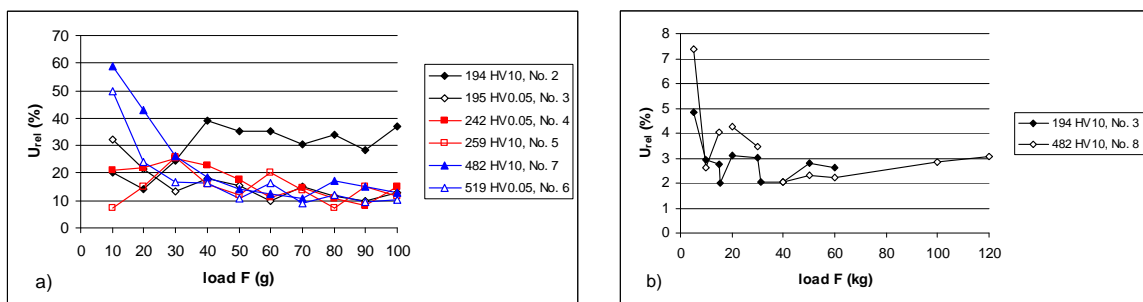 70
60
50
40
30
20
10
0
U rel (%)
0 10 20 30 40 50 60 70 80 90 100
load F (g)
a)
194 HV10, No. 2
195 HV0.05, No. 3
242 HV0.05, No. 4
259 HV10, No. 5
482 HV10, No. 7
519 HV0.05, No. 6
8
7
6
5
4
3
2
1
0
U rel (%)
0 20 40 60 80 100 120
load F (kg)
b)
194 HV10, No. 3
482 HV10, No. 8